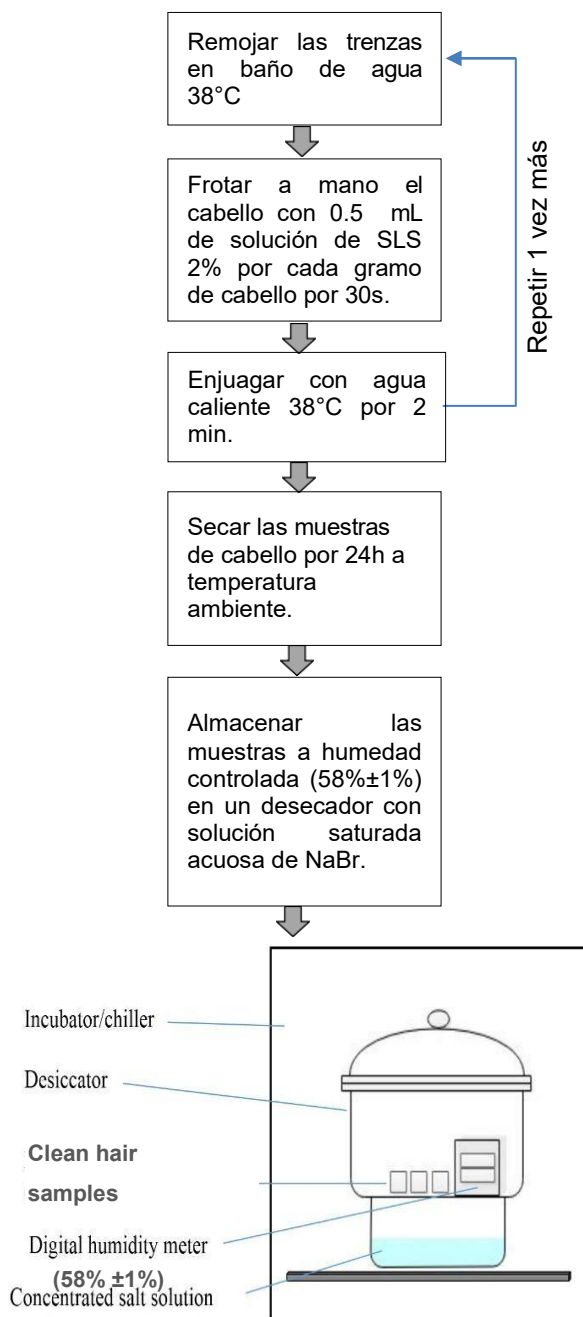 Remojar las trenzas
en baño de agua
38°C
Frotar a mano el
cabello con 0.5 mL
de solución de SLS
2% por cada gramo
de cabello por 30s.
Enjuagar con agua
caliente 38°C por 2
min.
Repetir 1 vez más
Secar las muestras
de cabello por 24h a
temperatura
ambiente.
Almacenar las
muestras a humedad
controlada (58%±1%)
en un desecador con
solución saturada
acuosa de NaBr.
Incubator/chiller
Desiccator
Clean hair
samples
Digital humidity meter
(58% ±1%)
Concentrated salt solution